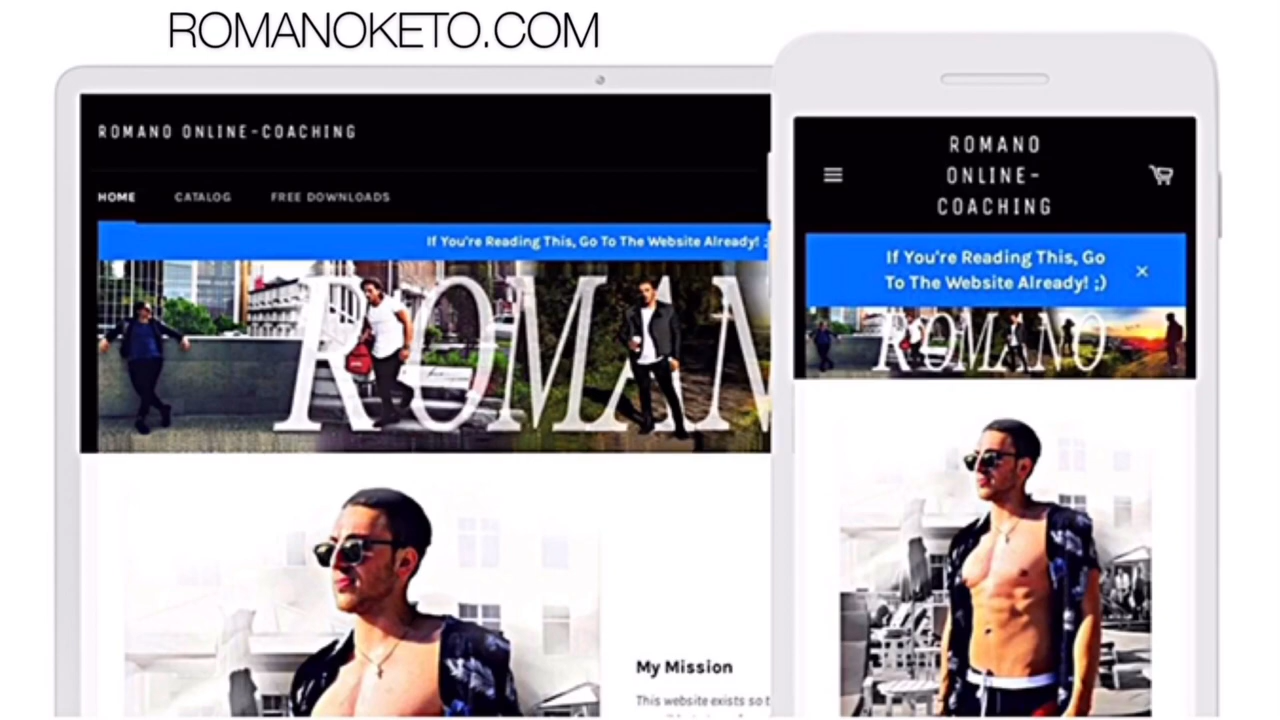 ROMANOKETO.COM
ROMANO ONLINE-COACHING
HOME CATALOG FREE DOWNLOADS
If You're Reading This, Go To The Website Already! ;
ROMAN
My Mission
This website exists so t
ROMANO
ONLINE-
COACHING
If You're Reading This, Go
To The Website Already! ;)
ROMANO